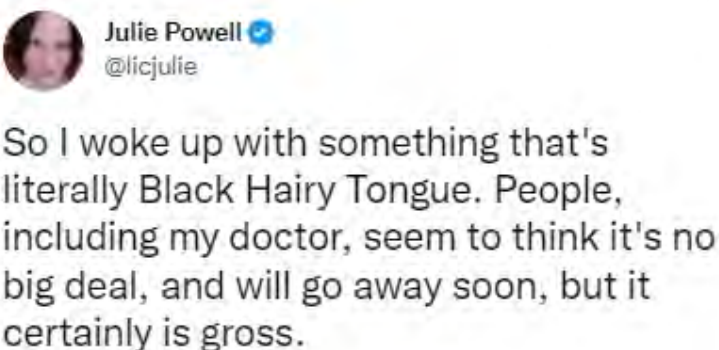 Julie Powell
@licjulie
So I woke up with something that's
literally Black Hairy Tongue. People,
including my doctor, seem to think it's no
big deal, and will go away soon, but it
certainly is gross.